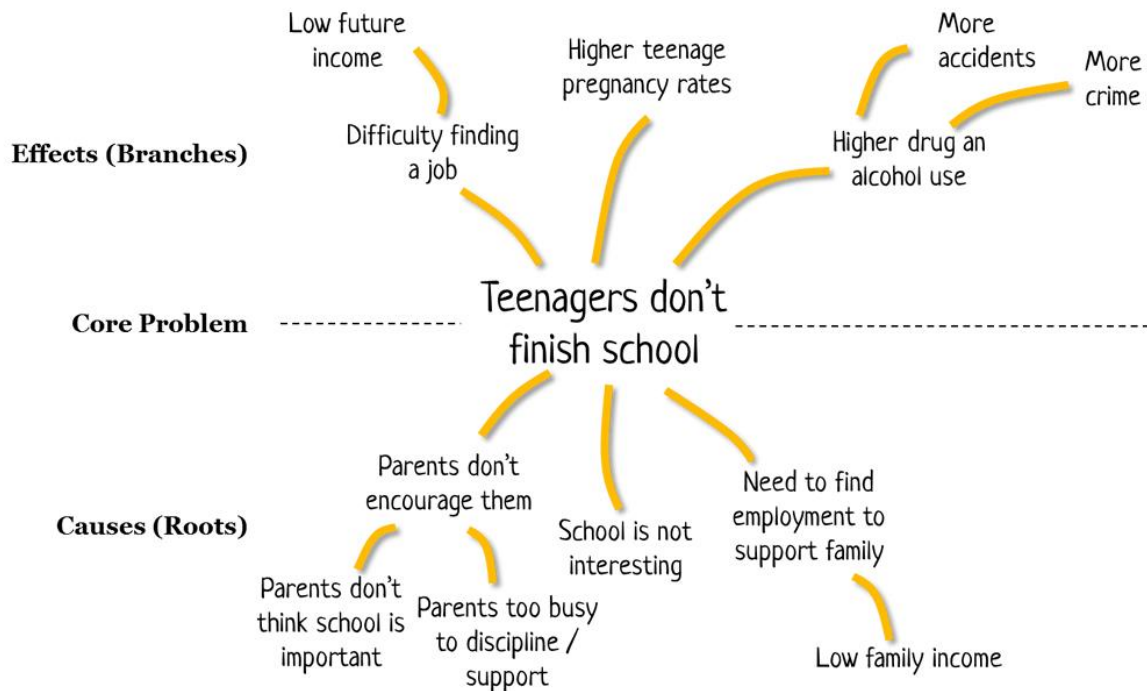 Low future
income
Higher teenage
pregnancy rates
More
accidents
More
crime
Effects (Branches)
Difficulty finding
a job
Higher drug an
alcohol use
Core Problem
Teenagers don't
finish school
Causes (Roots)
Parents don't
encourage them
School is not
interesting
Need to find
employment to
support family
Parents don't
think school is
important
Parents too busy
to discipline /
support
Low family income